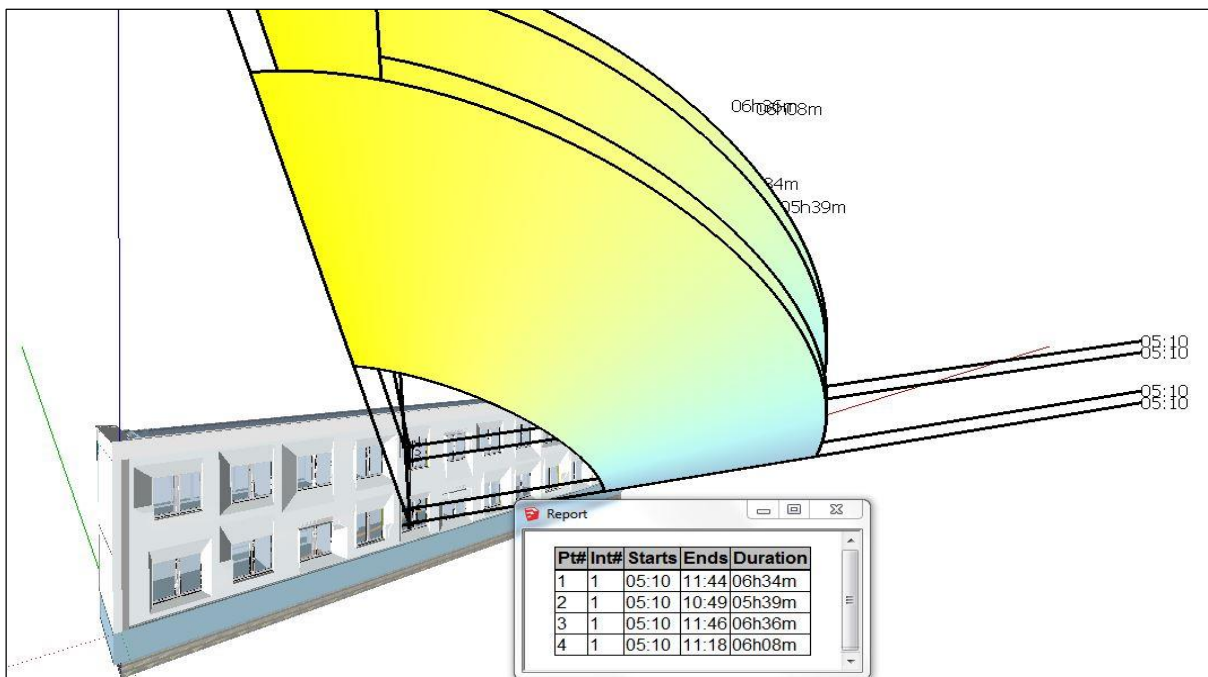 06h36m
06h08m
34m
05h39m
05:10
05:10
05:10
05:10
Report
Pt# Int# Starts Ends Duration
1 1 05:10 11:44 06h34m
2 1 05:10 10:49 05h39m
3 1 05:10 11:46 06h36m
4 1 05:10 11:18 06h08m